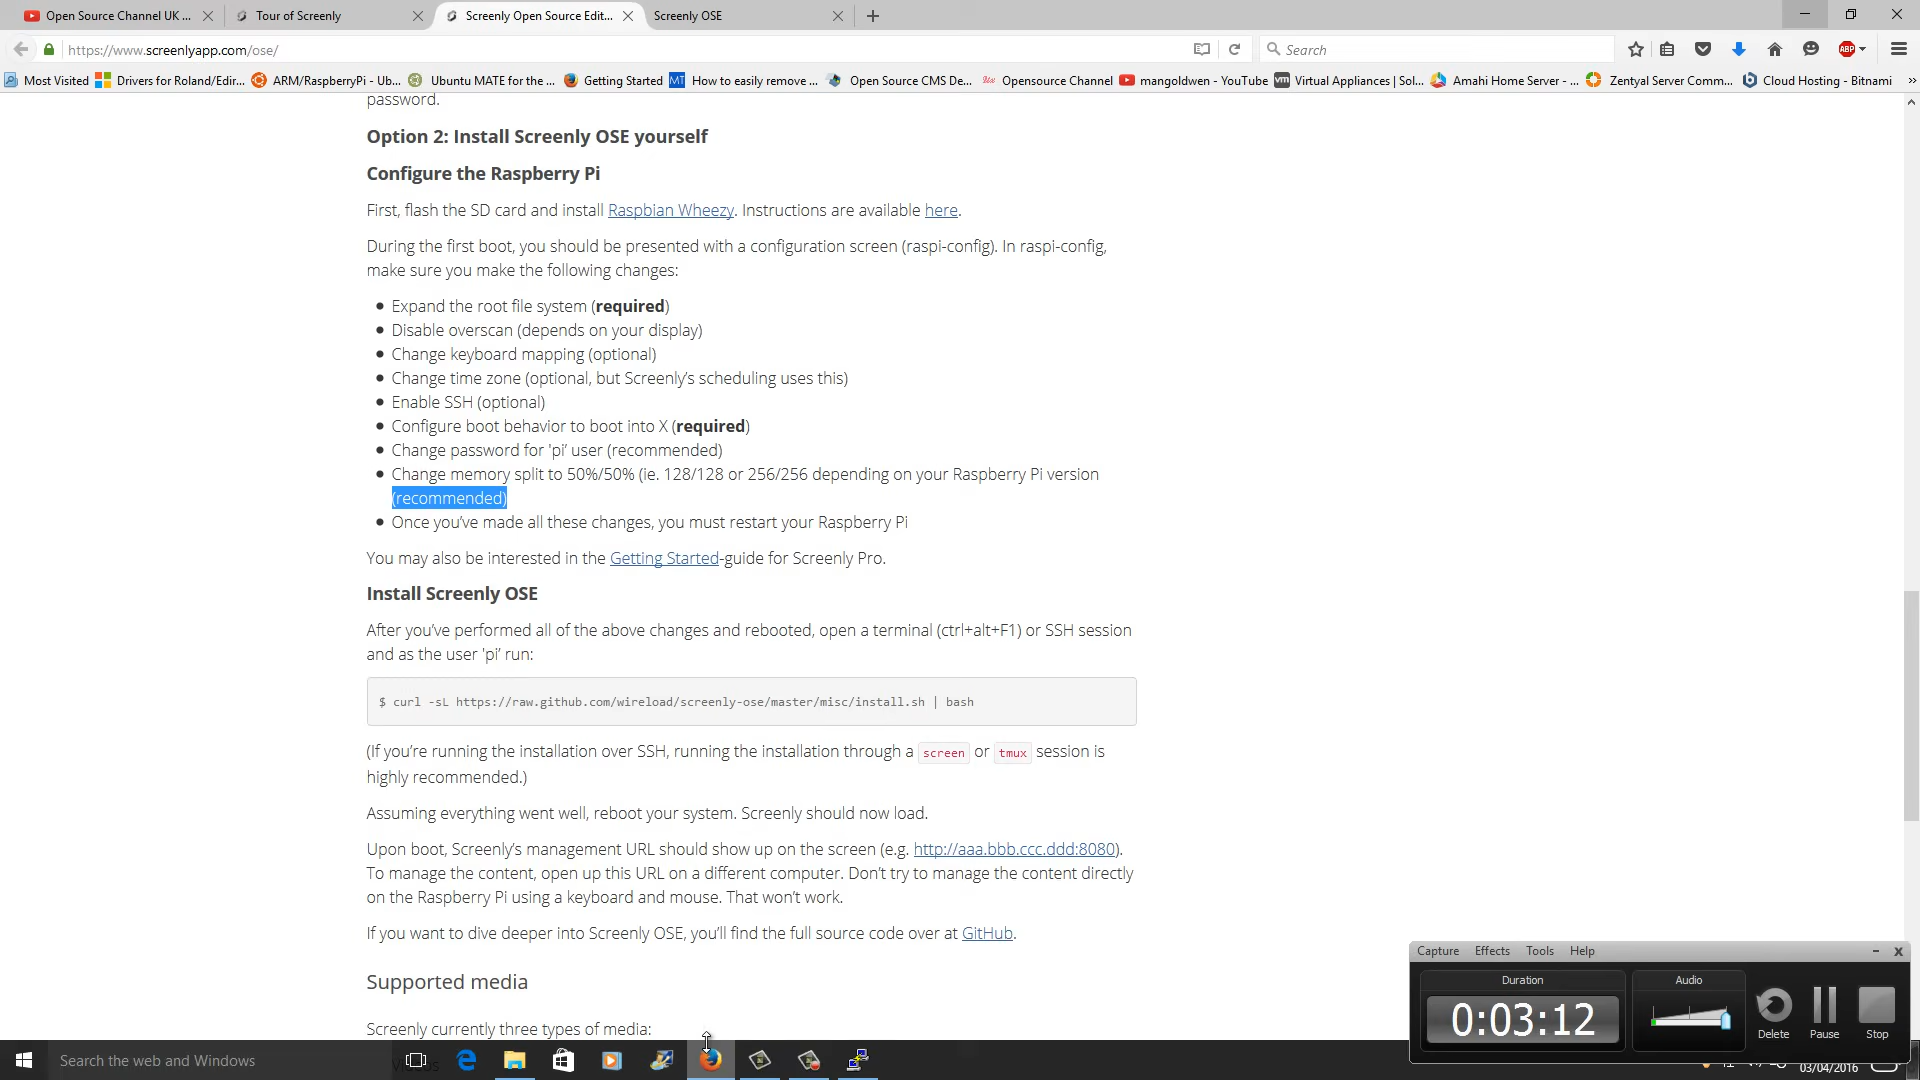 Open Source Channel UK ...
Tour of Screenly
Screenly Open Source Edit...
Screenly OSE
https://www.screenlyapp.com/ose/
Search
ABP
Most Visited
Drivers for Roland/Edir...
ARM/RaspberryPi - Ub...
Ubuntu MATE for the ...
Getting Started
MT
How to easily remove ...
Open Source CMS De...
Opensource Channel
mangoldwen - YouTube
vm
Virtual Appliances | Sol...
Amahi Home Server - ...
Zentyal Server Comm...
Cloud Hosting - Bitnami
password.
Option 2: Install Screenly OSE yourself
Configure the Raspberry Pi
First, flash the SD card and install Raspbian Wheezy. Instructions are available here.
During the first boot, you should be presented with a configuration screen (raspi-config). In raspi-config,
make sure you make the following changes:
Expand the root file system (required)
Disable overscan (depends on your display)
Change keyboard mapping (optional)
Change time zone (optional, but Screenly’s scheduling uses this)
Enable SSH (optional)
Configure boot behavior to boot into X (required)
Change password for 'pi’ user (recommended)
Change memory split to 50%/50% (ie. 128/128 or 256/256 depending on your Raspberry Pi version
(recommended)
Once you’ve made all these changes, you must restart your Raspberry Pi
You may also be interested in the Getting Started-guide for Screenly Pro.
Install Screenly OSE
After you’ve performed all of the above changes and rebooted, open a terminal (ctrl+alt+F1) or SSH session
and as the user 'pi’ run:
$ curl -sL https://raw.github.com/wireload/screenly-ose/master/misc/install.sh | bash
(If you’re running the installation over SSH, running the installation through a screen or tmux session is
highly recommended.)
Assuming everything went well, reboot your system. Screenly should now load.
Upon boot, Screenly’s management URL should show up on the screen (e.g. http://aaa.bbb.ccc.ddd:8080).
To manage the content, open up this URL on a different computer. Don’t try to manage the content directly
on the Raspberry Pi using a keyboard and mouse. That won’t work.
If you want to dive deeper into Screenly OSE, you’ll find the full source code over at GitHub.
Supported media
Screenly currently three types of media:
Capture
Effects
Tools
Help
Duration
0:03:12
Audio
Delete
Pause
Stop
Search the web and Windows
03/04/2016